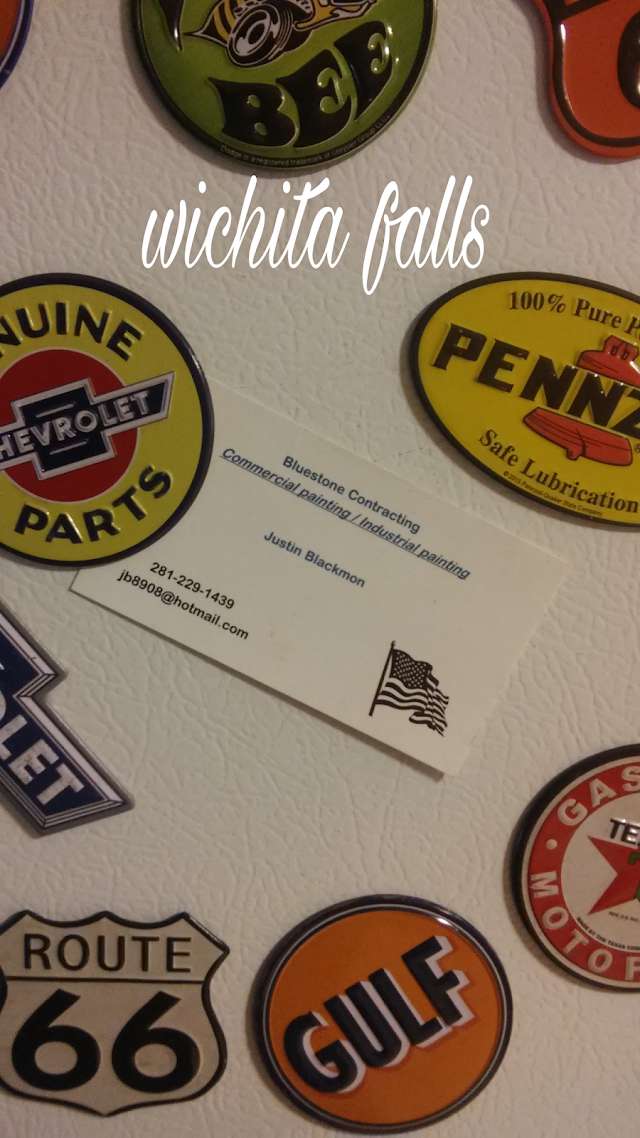 BEE
wichita falls
NUINE
CHEVROLET
PARTS
100% Pure
PENNZ
Safe Lubrication
Bluestone Contracting
Commercial painting / Industrial painting
Justin Blackmon
281-229-1439
jb8908@hotmail.com
LET
GAS
TE
MOTOR
ROUTE
66
GULF